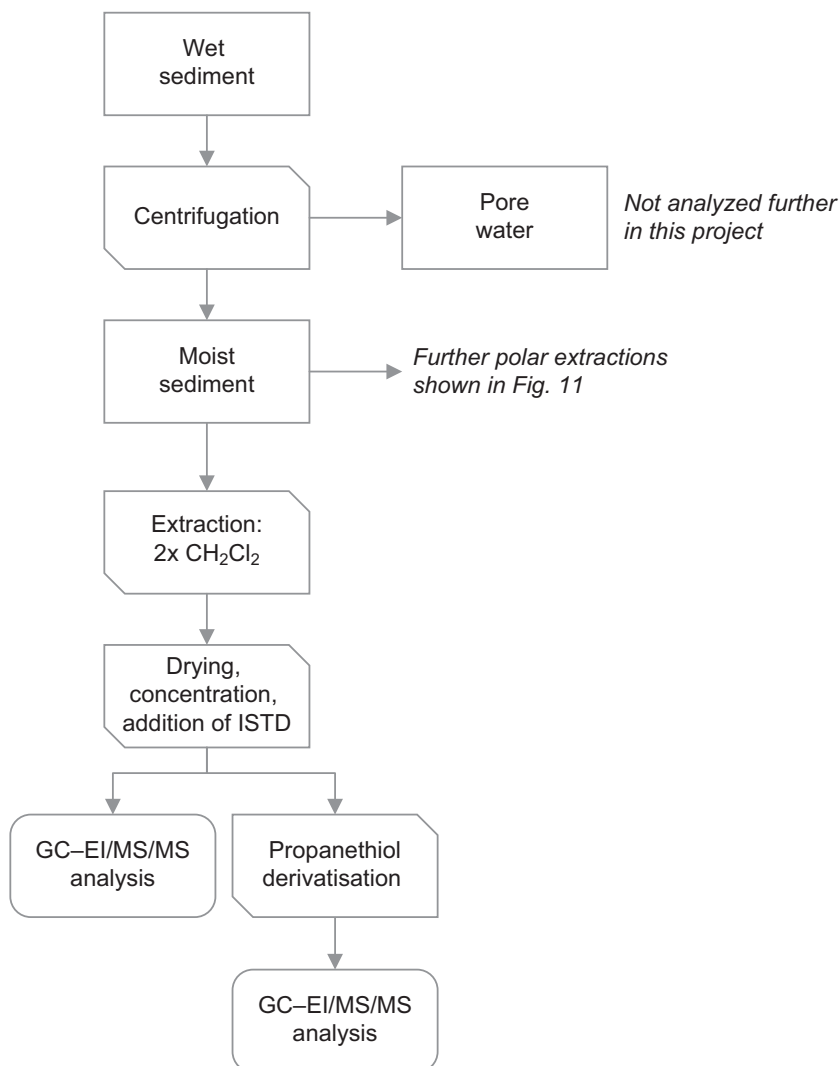 Wet
sediment
Centrifugation
Pore
water
Not analyzed further
in this project
Moist
sediment
Further polar extractions
shown in Fig. 11
Extraction:
2x CH₂Cl₂
Drying,
concentration,
addition of ISTD
GC–EI/MS/MS
analysis
Propanethiol
derivatisation
GC–EI/MS/MS
analysis